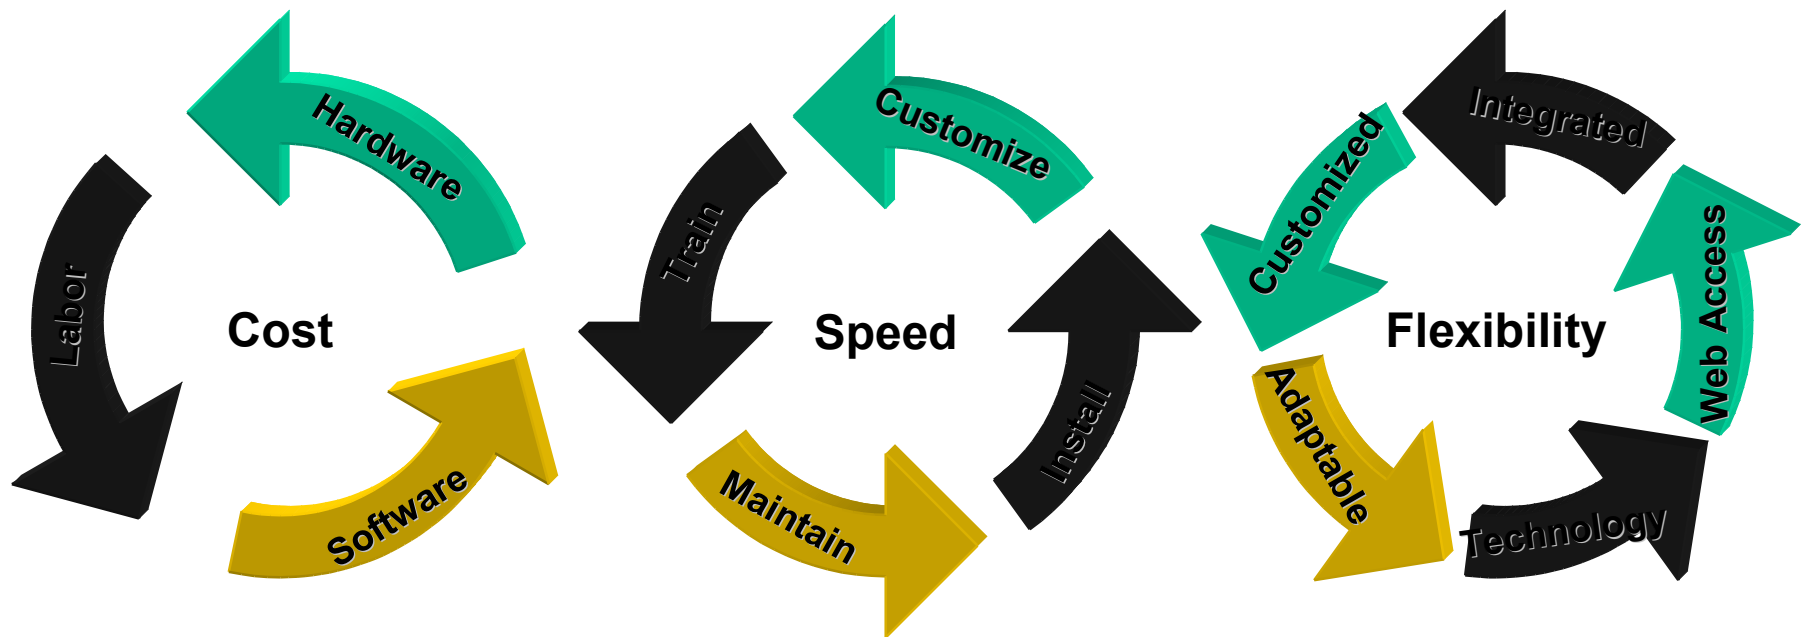 Hardware
Labor
Cost
Software
Customize
Train
Speed
Install
Maintain
Integrated
Customized
Web Access
Flexibility
Adaptable
Technology